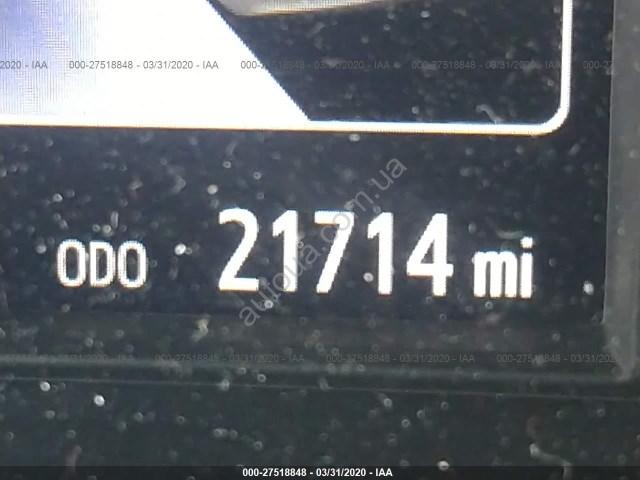 2020 - IAA 000-27518848 - 03/31/2020 - IAA 000-27518848 - 03/31/2020 - IAA 000-27518848 - 03/31/2020 - IAA
autoua.com.ua
ODO 21714 mi
000-27518848 - 03/31/2020 - IAA 000-27518848 - 03/31/2020 - IAA 000-27518848 - 03/31/2020
000-27518848 - 03/31/2020 - IAA